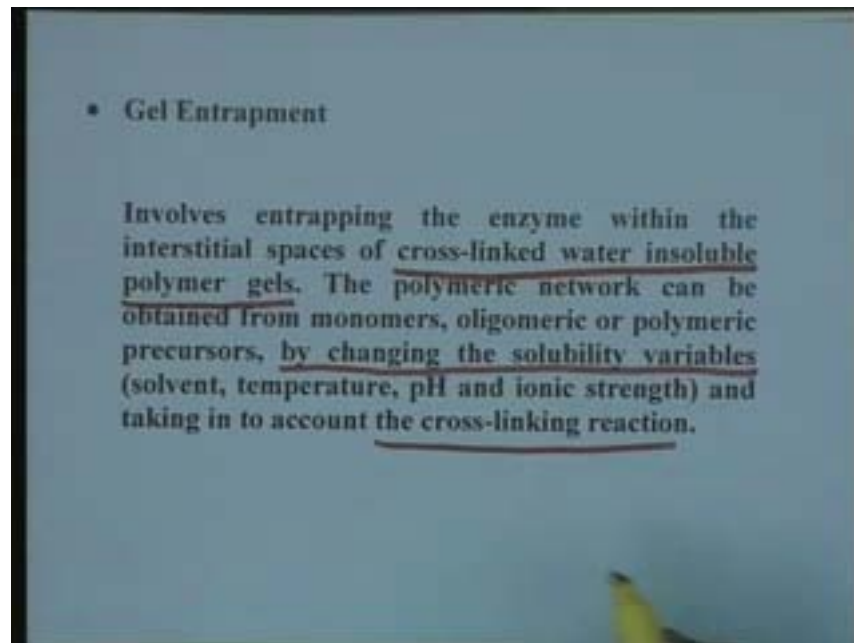 • Gel Entrapment
Involves entrapping the enzyme within the
interstitial spaces of cross-linked water insoluble
polymer gels. The polymeric network can be
obtained from monomers, oligomeric or polymeric
precursors, by changing the solubility variables
(solvent, temperature, pH and ionic strength) and
taking in to account the cross-linking reaction.